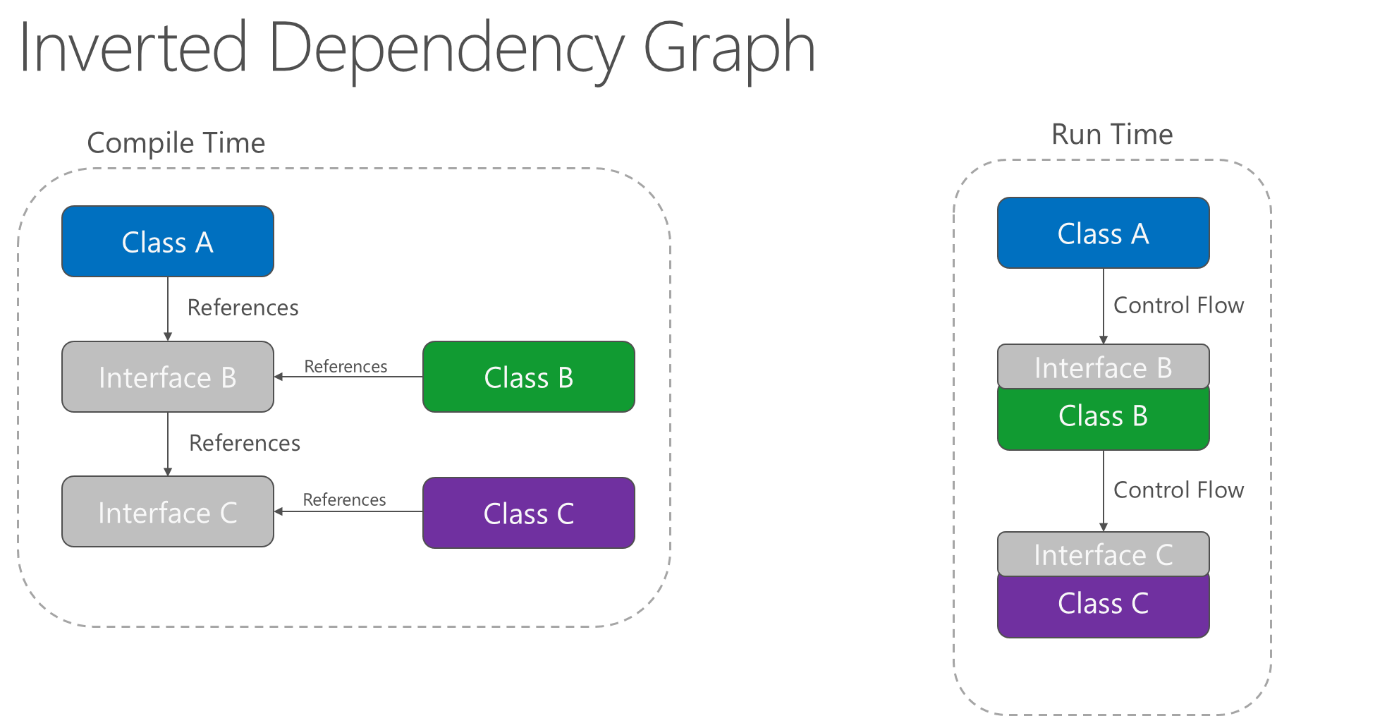 Inverted Dependency Graph
Compile Time
Class A
References
Interface B
References
Class B
References
Interface C
References
Class C
Run Time
Class A
Control Flow
Interface B
Class B
Control Flow
Interface C
Class C